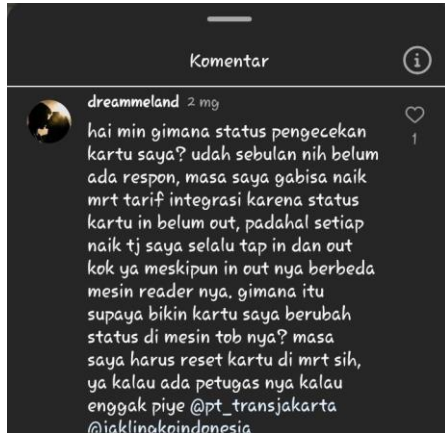 Komentar
dreammeland 2 mg
hai min gimana status pengecekan
kartu saya? udah sebulan nih belum
ada respon, masa saya gabisa naik
mrt tarif integrasi karena status
kartu in belum out, padahal setiap
naik tj saya selalu tap in dan out
kok ya meskipun in out nya berbeda
mesin reader nya. gimana itu
supaya bikin kartu saya berubah
status di mesin tob nya? masa
saya harus reset kartu di mrt sih,
ya kalau ada petugas nya kalau
enggak piye @pt_transjakarta
@jaklingkoindonesia
1